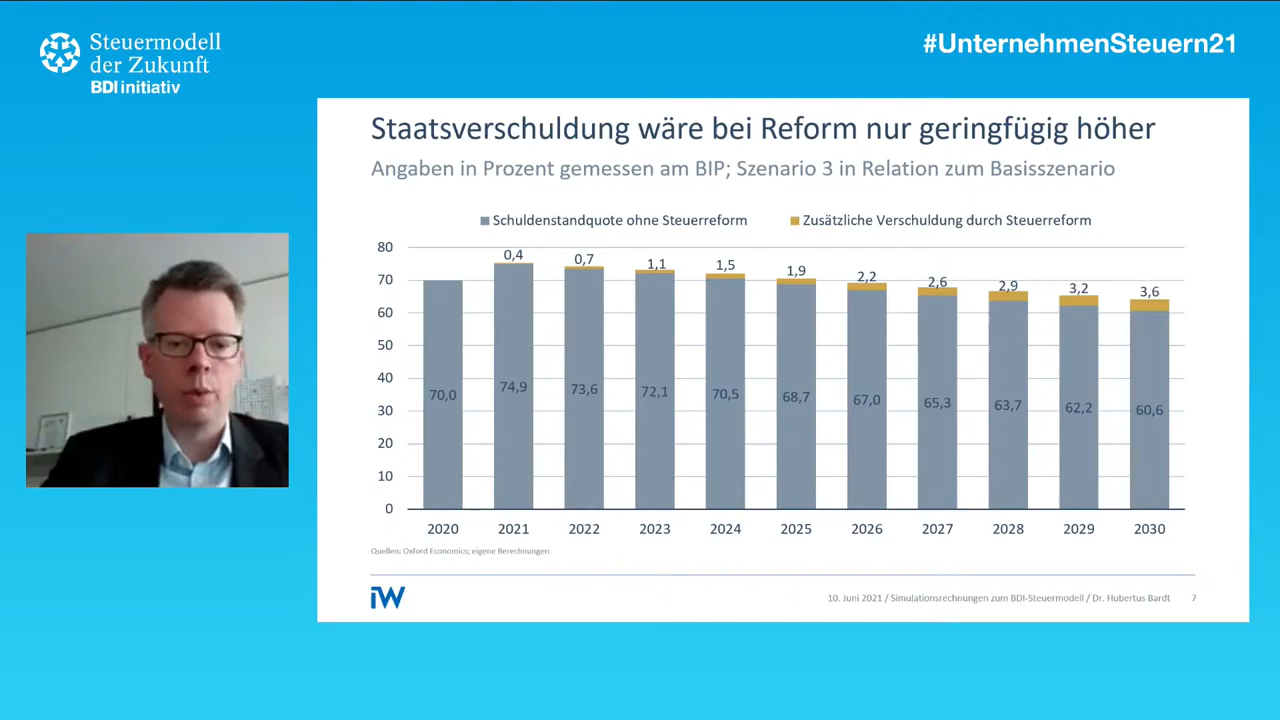 Steuermodell
der Zukunft
BDI initiativ
#UnternehmenSteuern21
Staatsverschuldung wäre bei Reform nur geringfügig höher
Angaben in Prozent gemessen am BIP; Szenario 3 in Relation zum Basisszenario
Schuldenstandquote ohne Steuerreform Zusätzliche Verschuldung durch Steuerreform
80
70
60
50
40
30
20
10
0
0,4 0,7 1,1 1,5 1,9 2,2 2,6 2,9 3,2 3,6
70,0 74,9 73,6 72,1 70,5 68,7 67,0 65,3 63,7 62,2 60,6
2020 2021 2022 2023 2024 2025 2026 2027 2028 2029 2030
Quellen: Oxford Economics; eigene Berechnungen
iW
10. Juni 2021 / Simulationsrechnungen zum BDI-Steuermodell / Dr. Hubertus Bardt 7